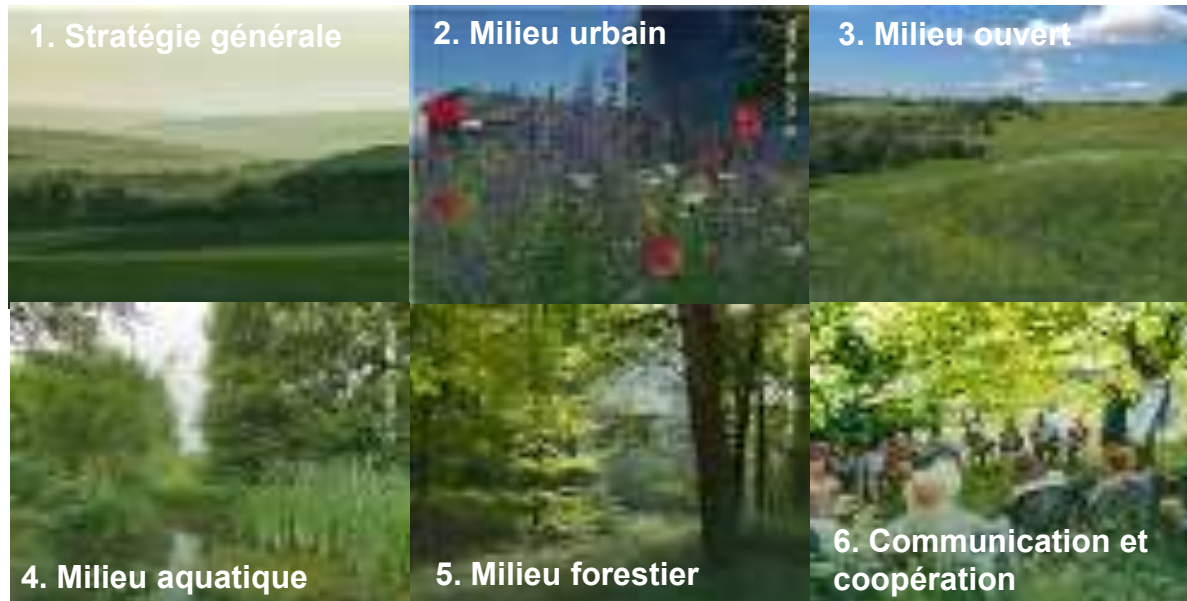 1. Stratégie générale
2. Milieu urbain
3. Milieu ouvert
4. Milieu aquatique
5. Milieu forestier
6. Communication et
coopération